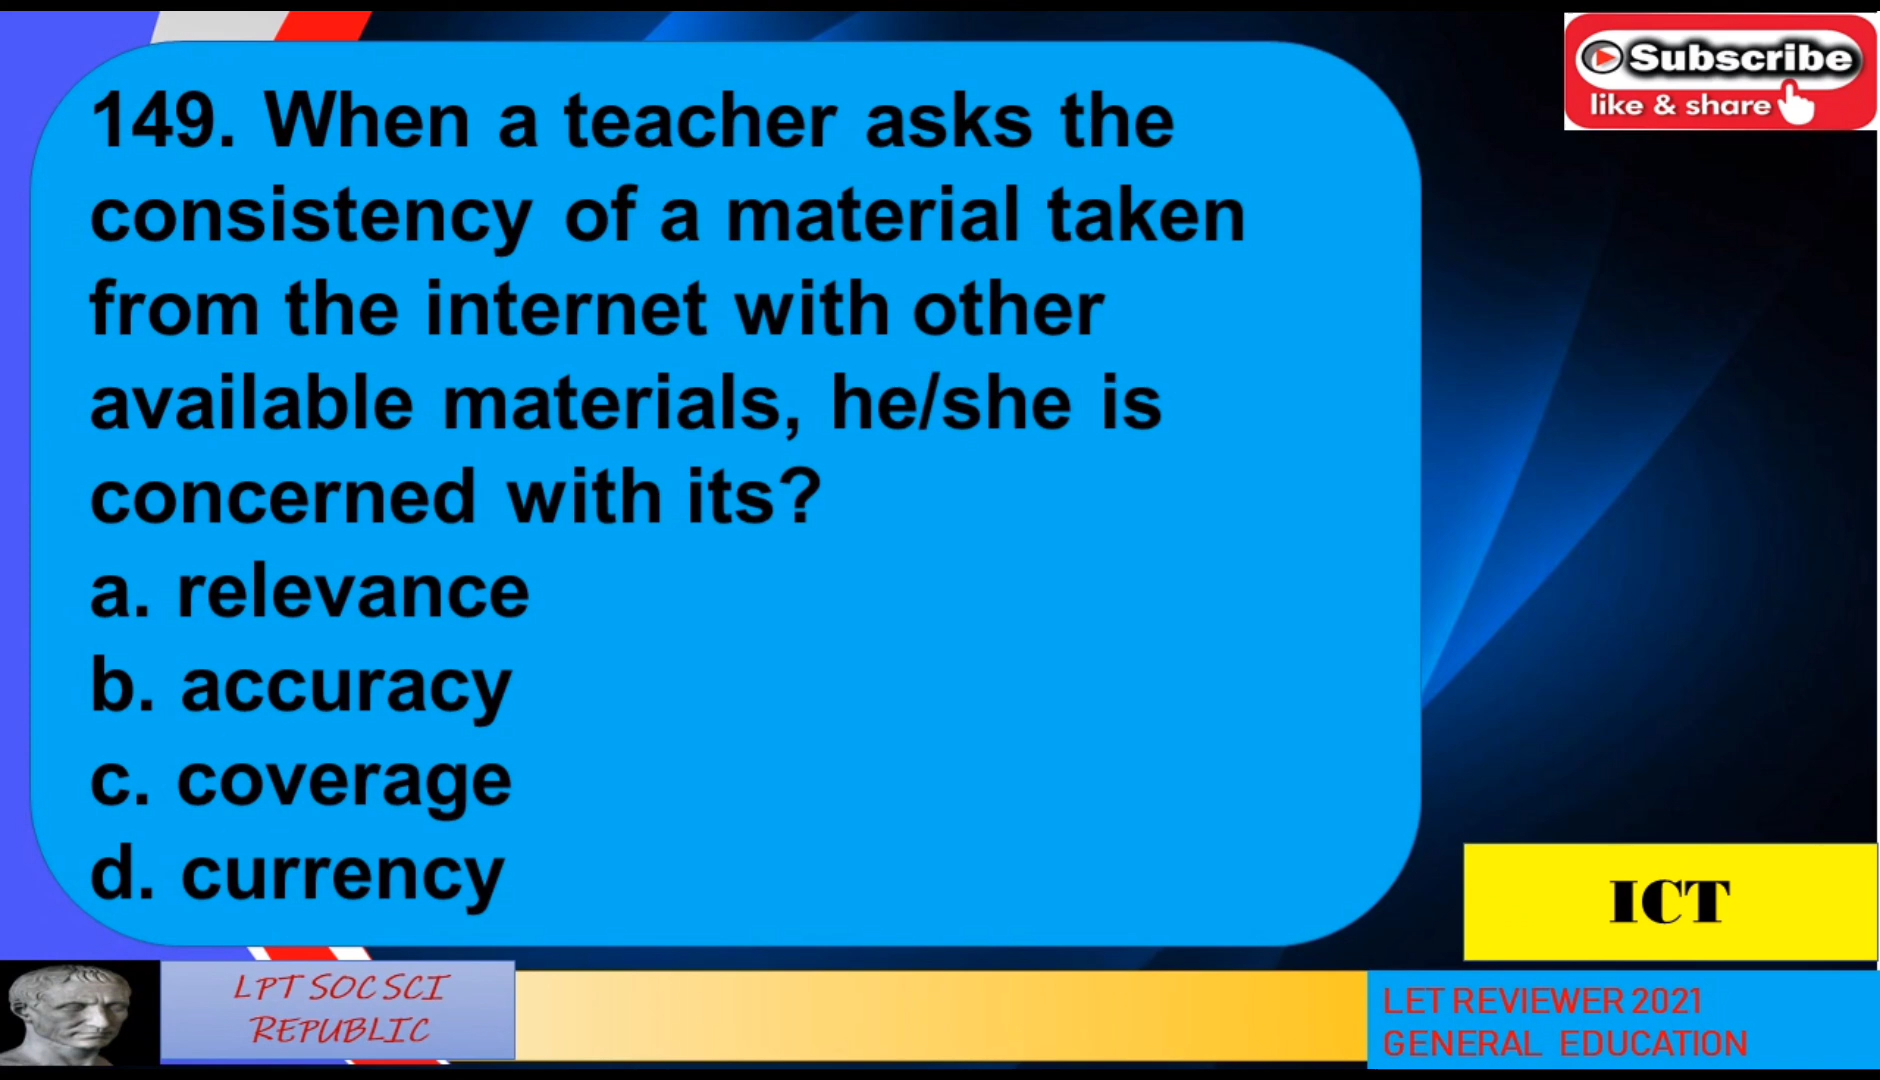 Subscribe
like & share
149. When a teacher asks the
consistency of a material taken
from the internet with other
available materials, he/she is
concerned with its?
a. relevance
b. accuracy
c. coverage
d. currency
ICT
LPT SOC SCI
REPUBLIC
LET REVIEWER 2021
GENERAL EDUCATION